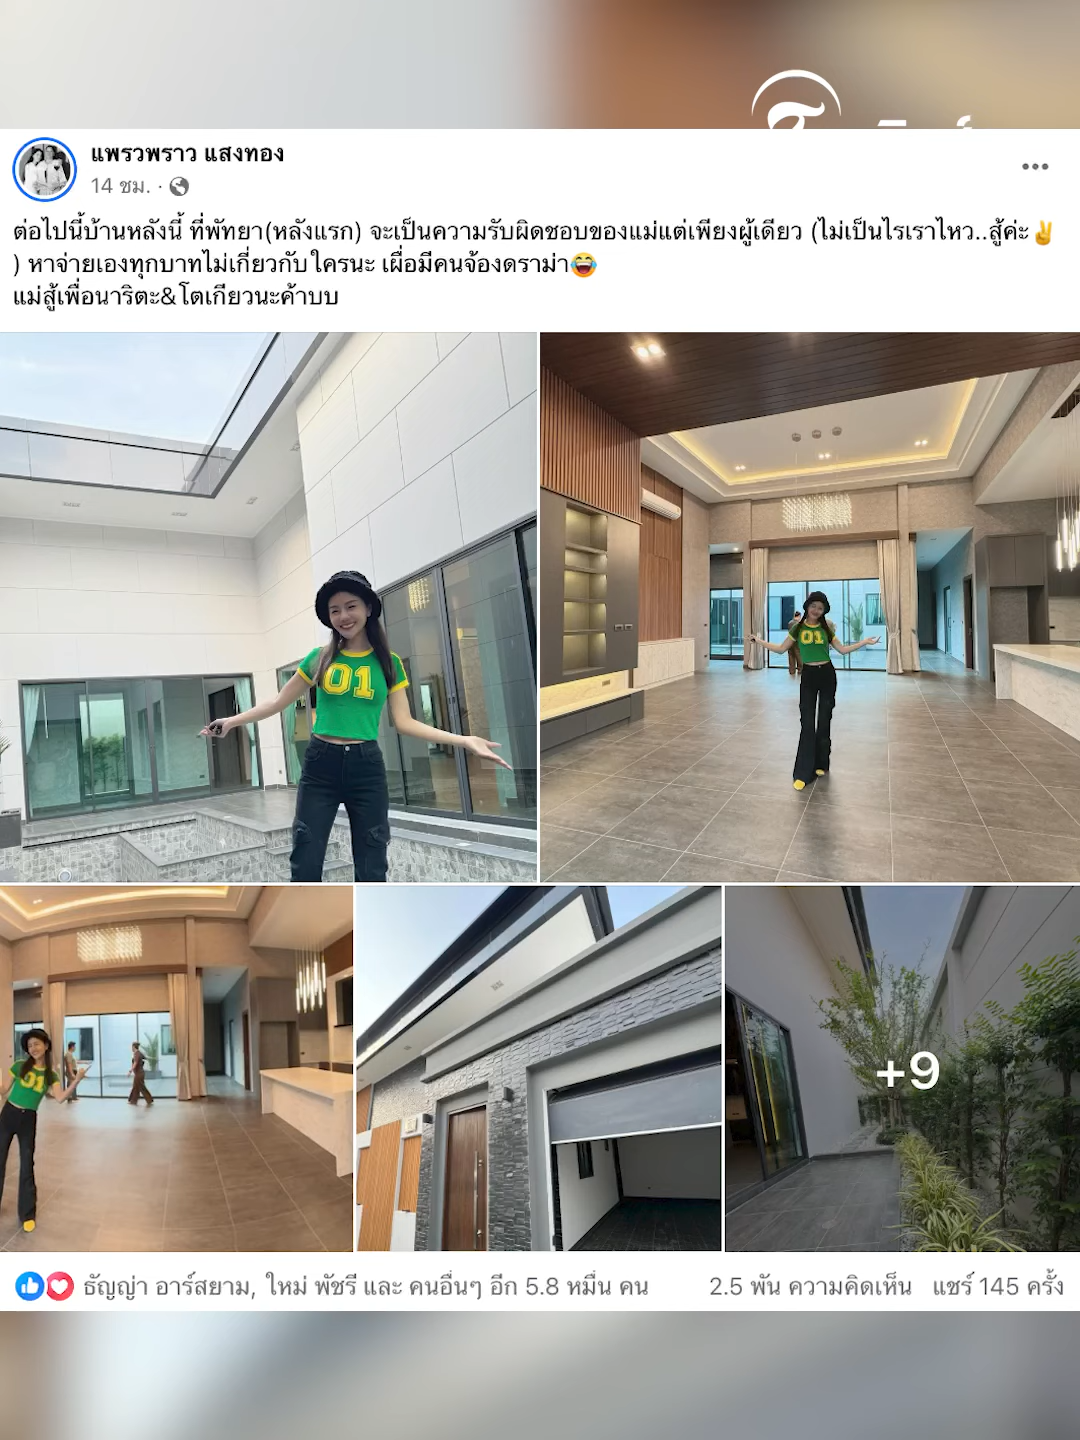 แพรวพราว แสงทอง
14 ชม. ·
ต่อไปนี้บ้านหลังนี้ ที่พัทยา(หลังแรก) จะเป็นความรับผิดชอบของแม่แต่เพียงผู้เดียว (ไม่เป็นไรเราไหว..สู้ค่ะ✌️
) หาจ่ายเองทุกบาทไม่เกี่ยวกับใครนะ เผื่อมีคนจ้องดราม่า😂
แม่สู้เพื่อนาริตะ&โตเกียวนะค้าบบ
01
01
01
+9
ธัญญ่า อาร์สยาม, ใหม่ พัชรี และ คนอื่นๆ อีก 5.8 หมื่น คน 2.5 พัน ความคิดเห็น แชร์ 145 ครั้ง